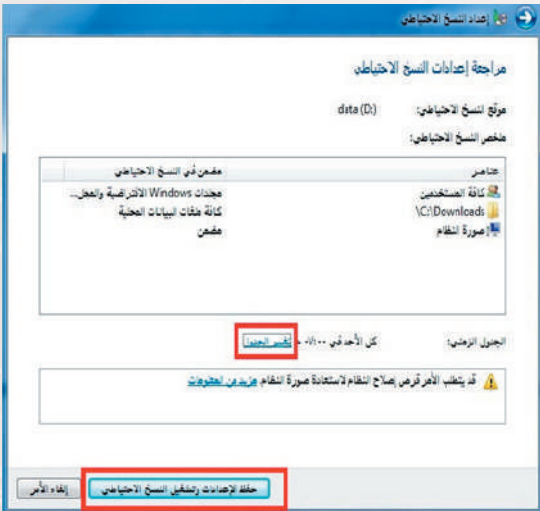 إعداد النسخ الاحتياطي
مراجعة إعدادات النسخ الاحتياطي
موقع النسخ الاحتياطي: data (D:)
ملخص النسخ الاحتياطي:
عناصر مضمن في النسخ الاحتياطي
كافة المستخدمين مجلدات Windows الافتراضية والمجل...
C:\Downloads\ كافة ملفات البيانات المحلية
صورة النظام مضمن
الجدول الزمني: كل الأحد في تغيير الجدول
قد يتطلب الأمر قرص إصلاح النظام لاستعادة صورة النظام. مزيد من المعلومات
حفظ الإعدادات وتشغيل النسخ الاحتياطي إلغاء الأمر